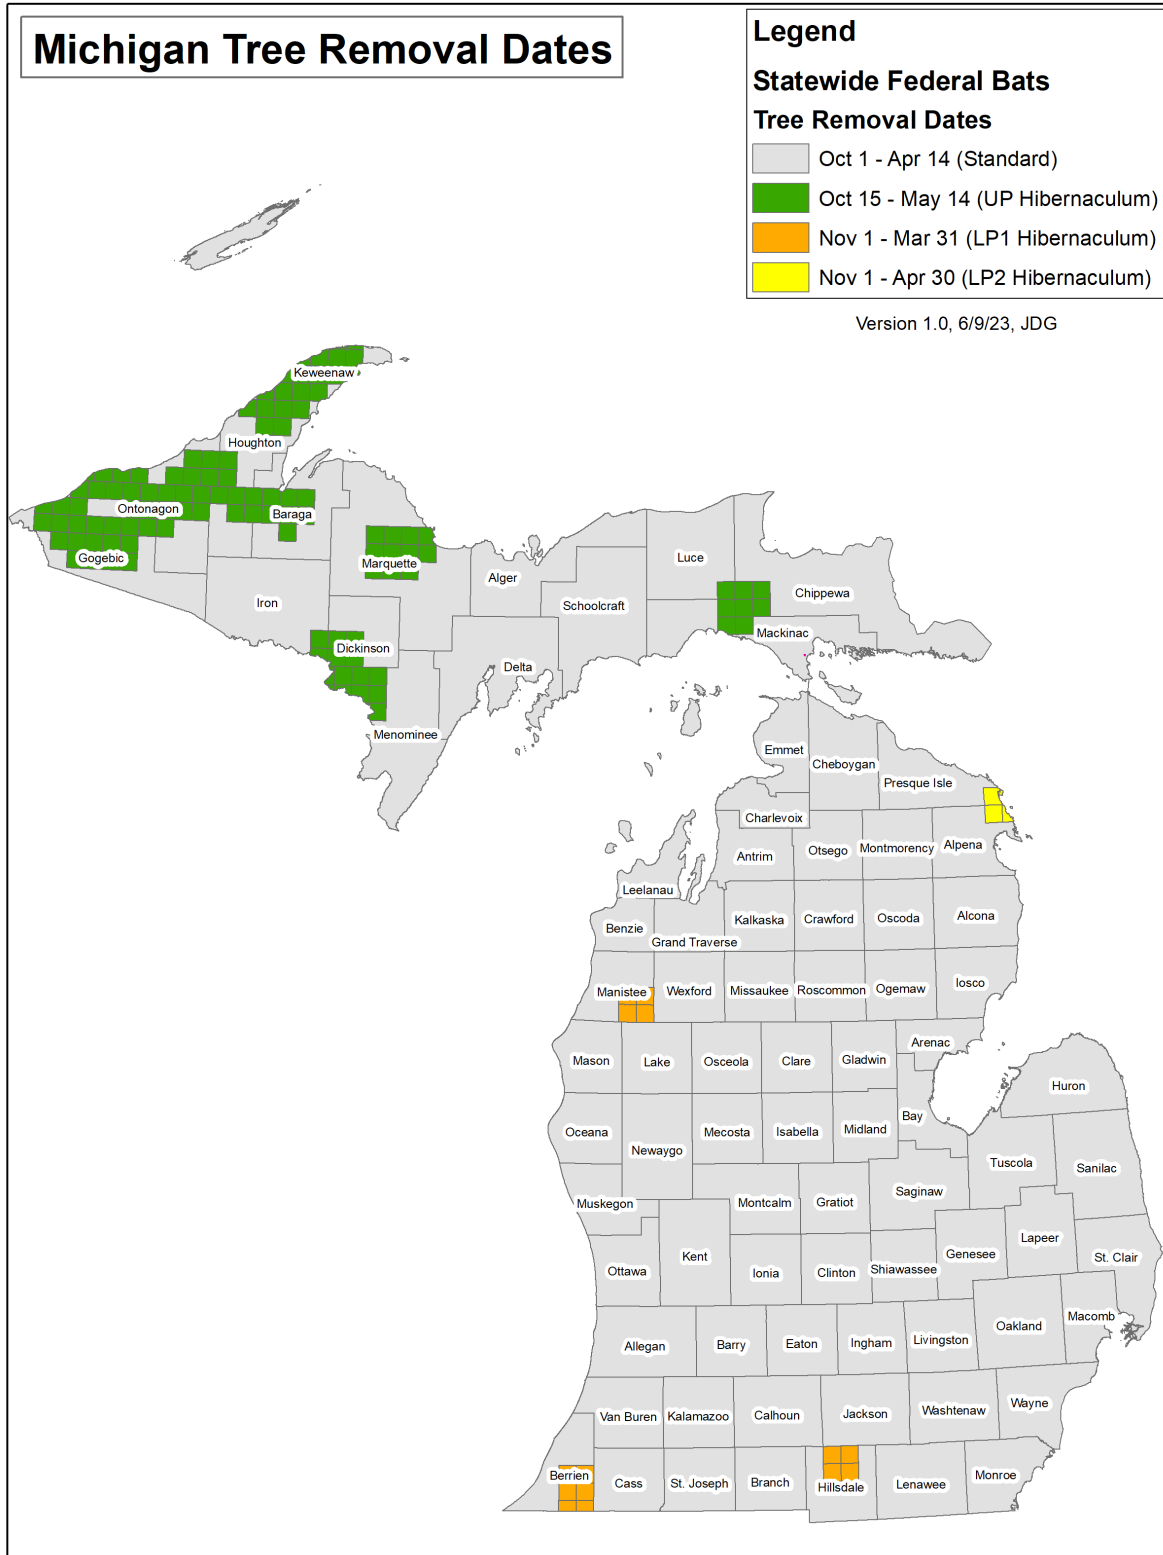 Michigan Tree Removal Dates
Legend
Statewide Federal Bats
Tree Removal Dates
Oct 1 - Apr 14 (Standard)
Oct 15 - May 14 (UP Hibernaculum)
Nov 1 - Mar 31 (LP1 Hibernaculum)
Nov 1 - Apr 30 (LP2 Hibernaculum)
Version 1.0, 6/9/23, JDG
Keweenaw
Houghton
Ontonagon
Baraga
Gogebic
Marquette
Iron
Alger
Luce
Chippewa
Schoolcraft
Mackinac
Dickinson
Delta
Menominee
Emmet
Cheboygan
Presque Isle
Charlevoix
Antrim
Otsego
Montmorency
Alpena
Leelanau
Benzie
Grand Traverse
Kalkaska
Crawford
Oscoda
Alcona
Manistee
Wexford
Missaukee
Roscommon
Ogemaw
Iosco
Mason
Lake
Osceola
Clare
Gladwin
Arenac
Huron
Oceana
Newaygo
Mecosta
Isabella
Midland
Bay
Tuscola
Sanilac
Muskegon
Montcalm
Gratiot
Saginaw
Ottawa
Kent
Ionia
Clinton
Shiawassee
Genesee
Lapeer
St. Clair
Allegan
Barry
Eaton
Ingham
Livingston
Oakland
Macomb
Van Buren
Kalamazoo
Calhoun
Jackson
Washtenaw
Wayne
Berrien
Cass
St. Joseph
Branch
Hillsdale
Lenawee
Monroe